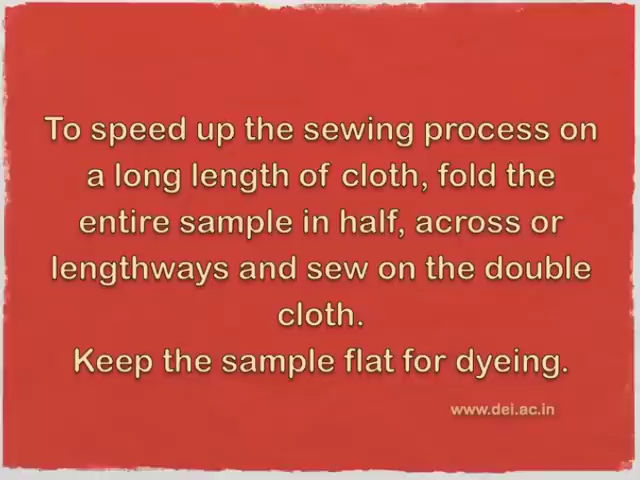 To speed up the sewing process on
a long length of cloth, fold the
entire sample in half, across or
lengthways and sew on the double
cloth.
Keep the sample flat for dyeing.
www.dei.ac.in